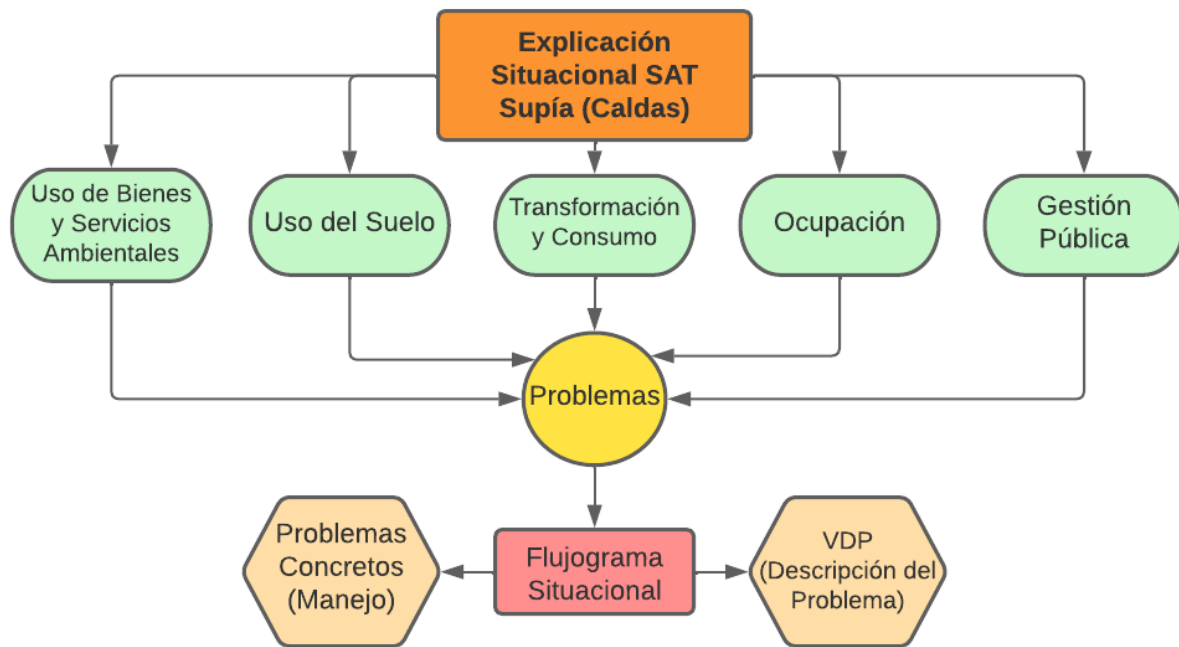 Explicación
Situacional SAT
Supía (Caldas)
Uso de Bienes
y Servicios
Ambientales
Uso del Suelo
Transformación
y Consumo
Ocupación
Gestión
Pública
Problemas
Problemas
Concretos
(Manejo)
Flujograma
Situacional
VDP
(Descripción del
Problema)